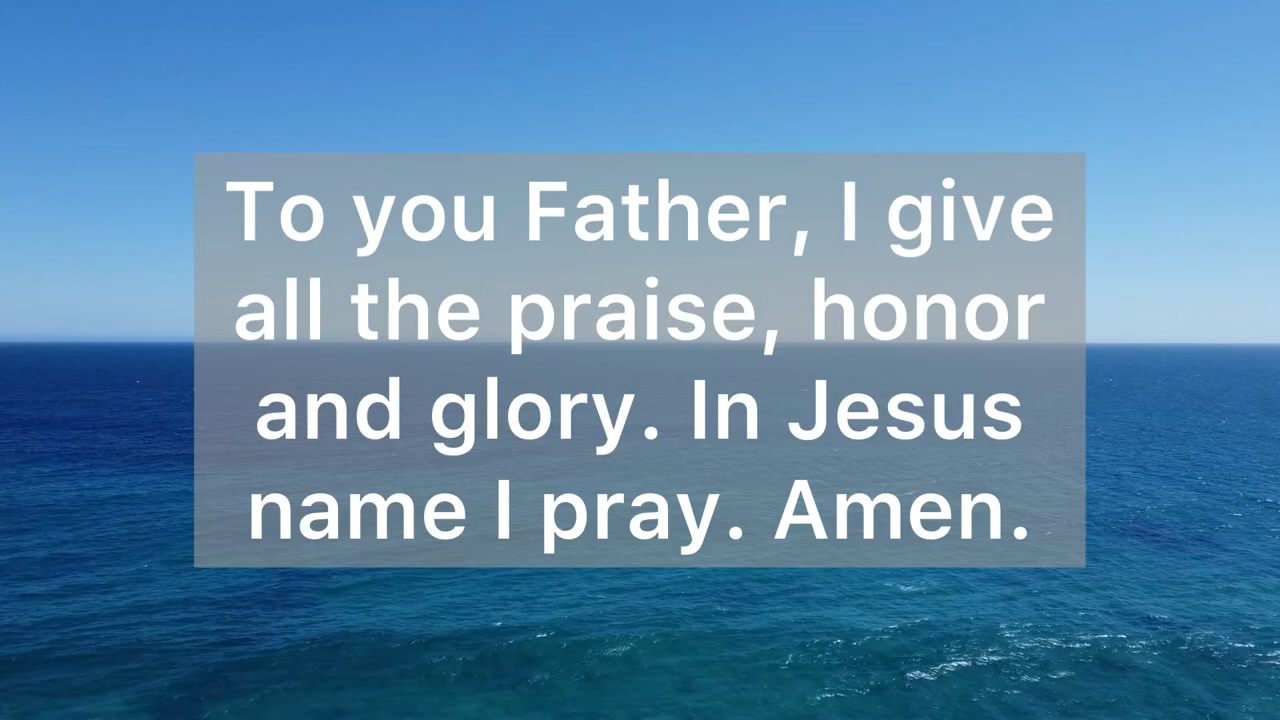 To you Father, I give
all the praise, honor
and glory. In Jesus
name I pray. Amen.